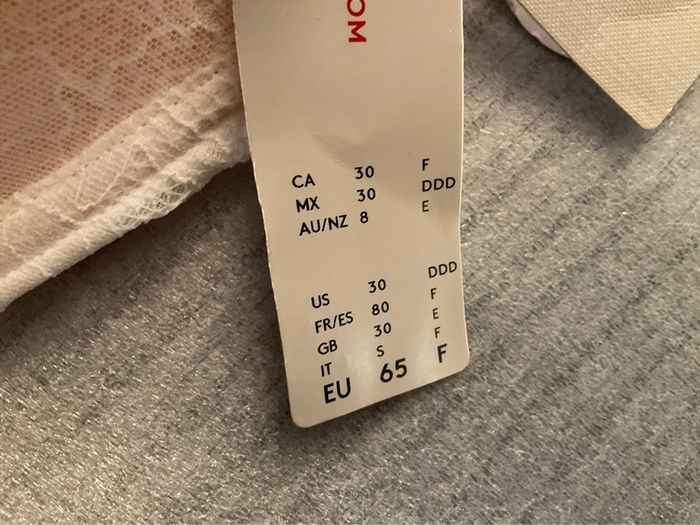 OM
CA 30 F
MX 30 DDD
AU/NZ 8 E
US 30 DDD
FR/ES 80 F
GB 30 E
IT S F
EU 65 F